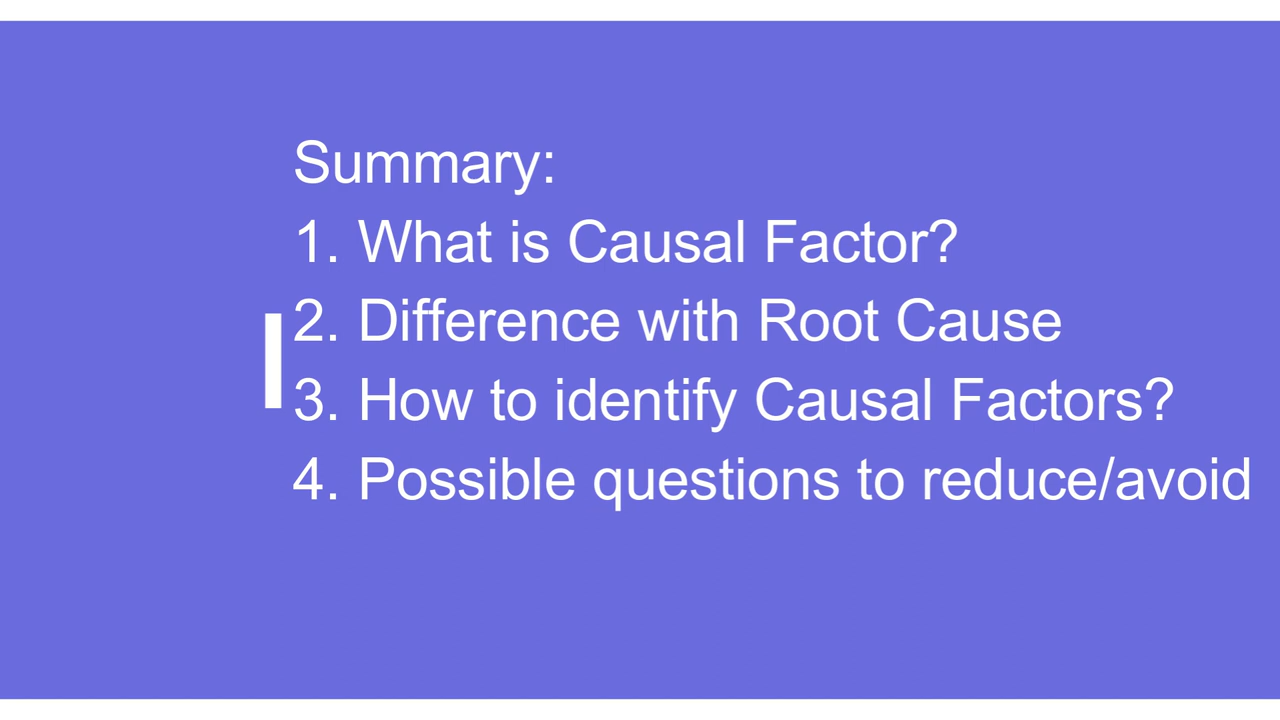 Summary:
1. What is Causal Factor?
2. Difference with Root Cause
3. How to identify Causal Factors?
4. Possible questions to reduce/avoid